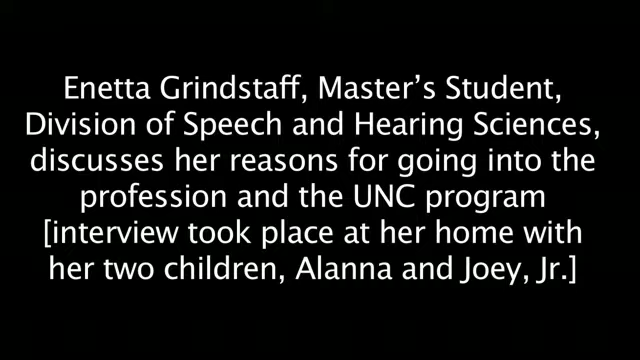 Enetta Grindstaff, Master’s Student,
Division of Speech and Hearing Sciences,
discusses her reasons for going into the
profession and the UNC program
[interview took place at her home with
her two children, Alanna and Joey, Jr.]